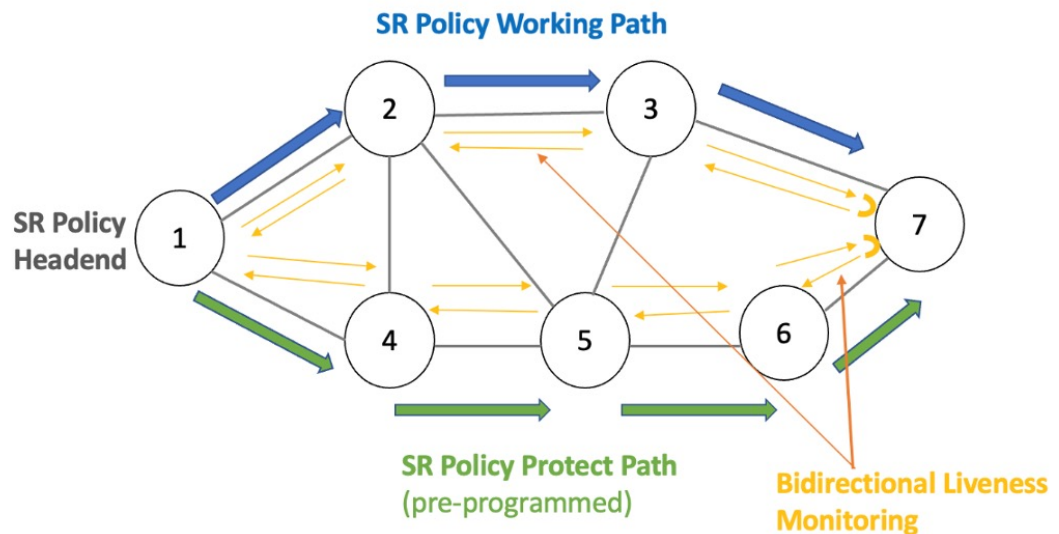 SR Policy Working Path
2
3
SR Policy
Headend
1
7
4
5
6
SR Policy Protect Path
(pre-programmed)
Bidirectional Liveness
Monitoring